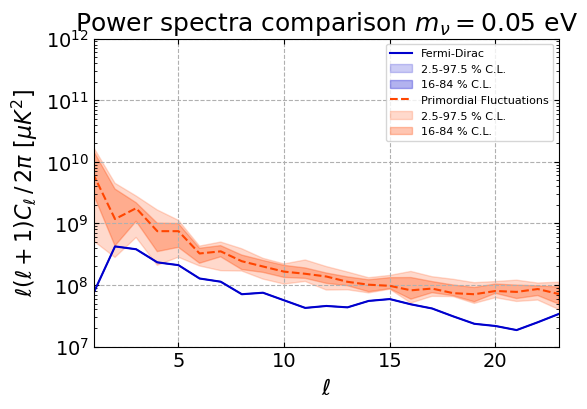 Power spectra comparison $m_\nu = 0.05$ eV
$\ell(\ell+1)C_\ell\,/\,2\pi\ [\mu K^2]$
10^12
10^11
10^10
10^9
10^8
10^7
Fermi-Dirac
2.5-97.5 % C.L.
16-84 % C.L.
Primordial Fluctuations
2.5-97.5 % C.L.
16-84 % C.L.
5 10 15 20
ℓ